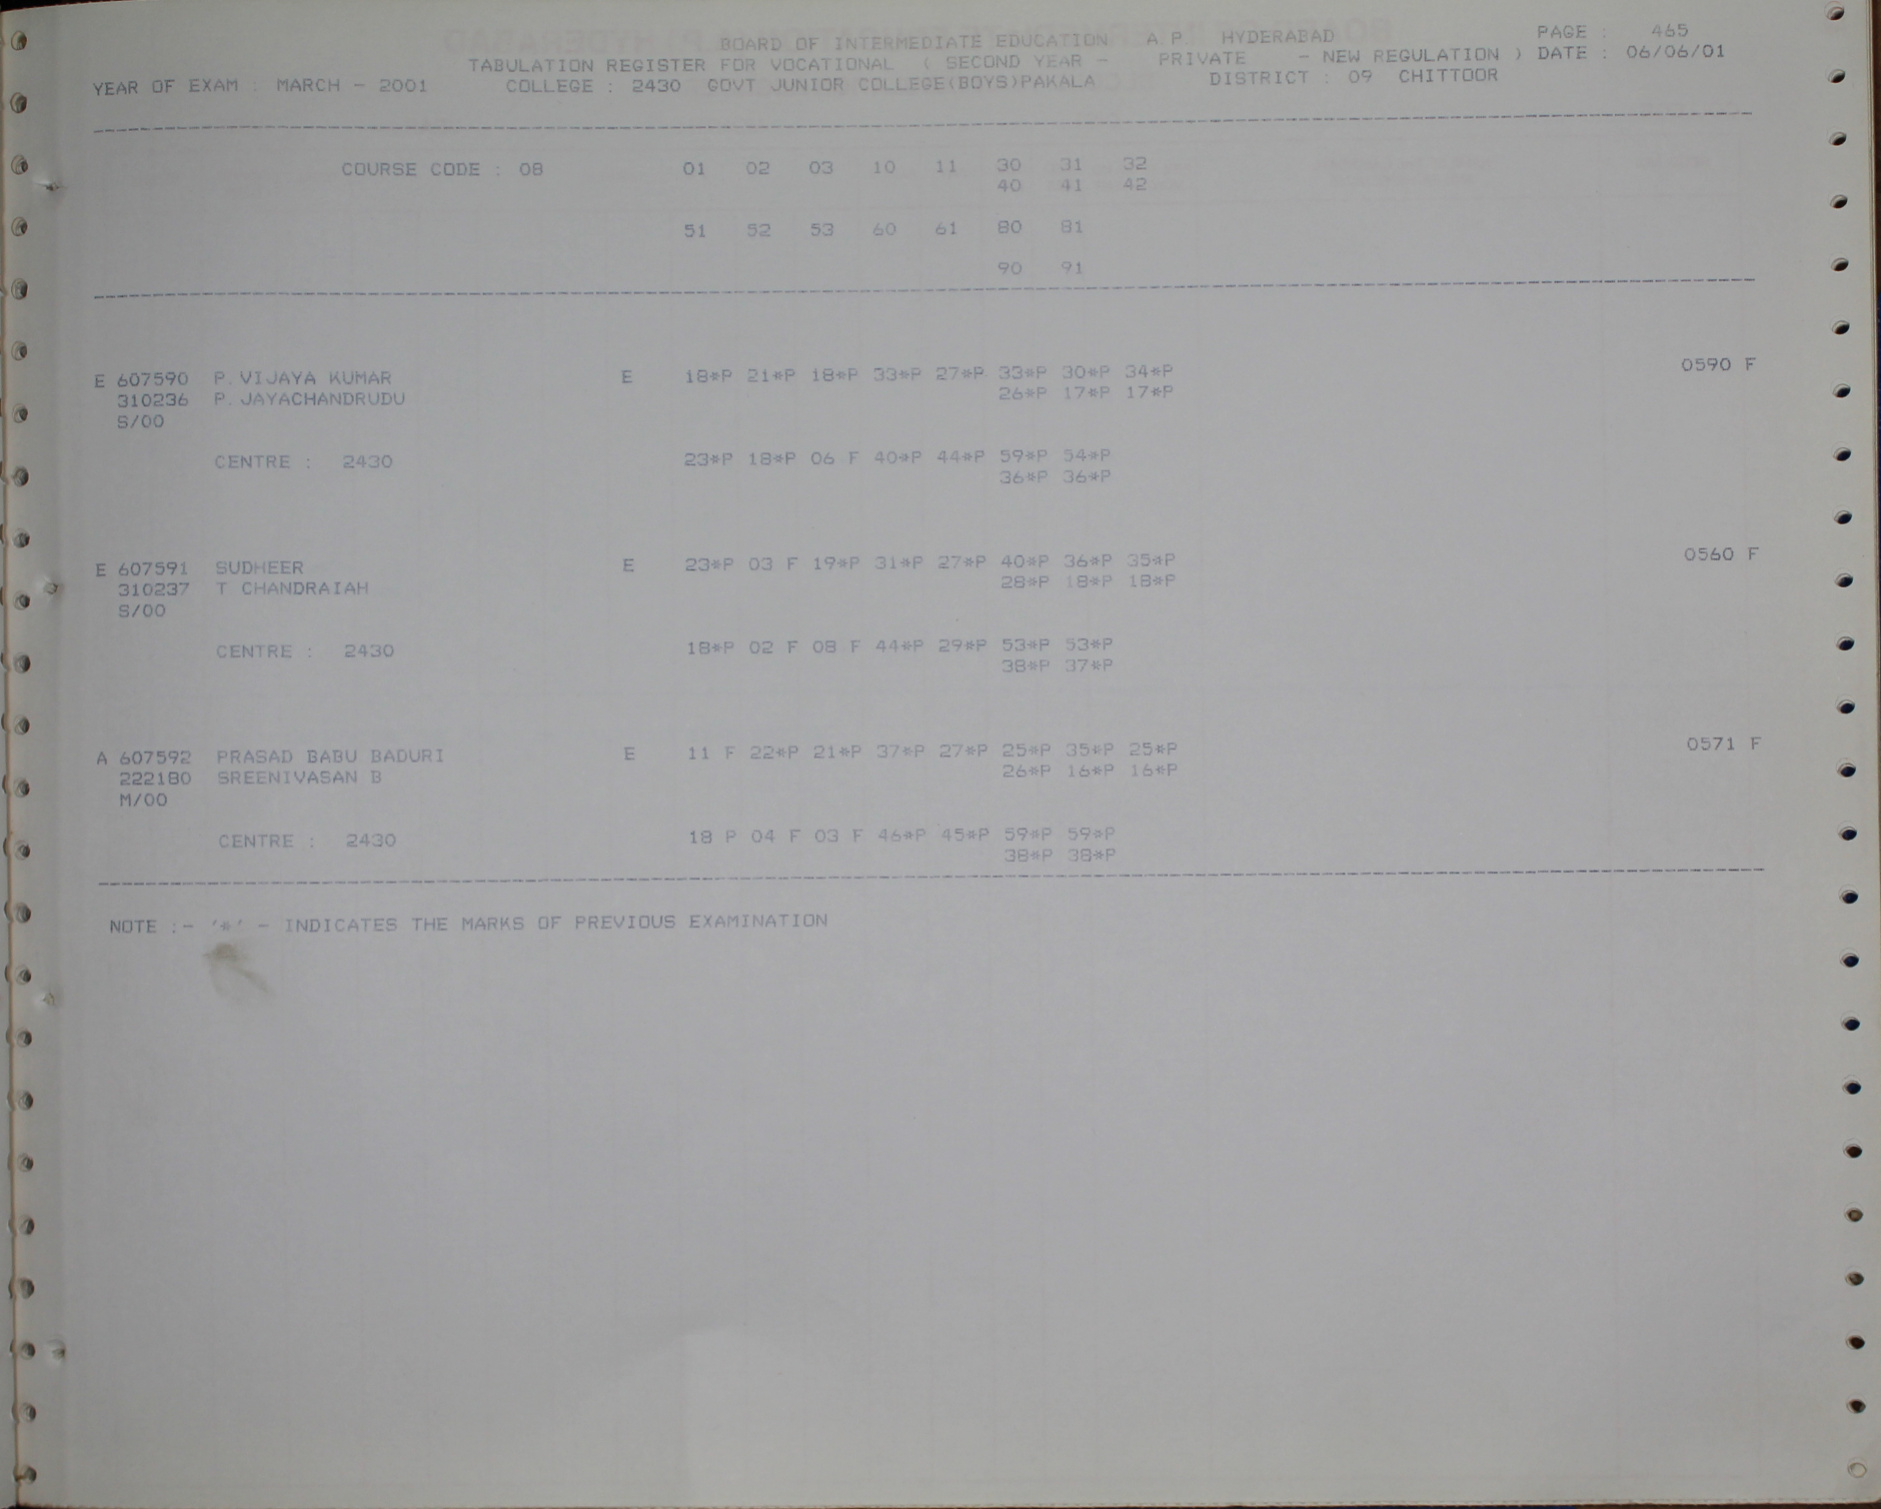 BOARD OF INTERMEDIATE EDUCATION A.P. HYDERABAD PAGE : 465
TABULATION REGISTER FOR VOCATIONAL ( SECOND YEAR - PRIVATE - NEW REGULATION ) DATE : 06/06/01
YEAR OF EXAM : MARCH - 2001 COLLEGE : 2430 GOVT JUNIOR COLLEGE(BOYS)PAKALA DISTRICT : 09 CHITTOOR
COURSE CODE : 08 01 02 03 10 11 30 31 32
40 41 42
51 52 53 60 61 80 81
90 91
E 607590 P.VIJAYA KUMAR E 18*P 21*P 18*P 33*P 27*P 33*P 30*P 34*P 0590 F
310236 P. JAYACHANDRUDU 26*P 17*P 17*P
S/00
CENTRE : 2430 23*P 18*P 06 F 40*P 44*P 59*P 54*P
36*P 36*P
E 607591 SUDHEER E 23*P 03 F 19*P 31*P 27*P 40*P 36*P 35*P 0560 F
310237 T CHANDRAIAH 28*P 18*P 18*P
S/00
CENTRE : 2430 18*P 02 F 08 F 44*P 29*P 53*P 53*P
38*P 37*P
A 607592 PRASAD BABU BADURI E 11 F 22*P 21*P 37*P 27*P 25*P 35*P 25*P 0571 F
222180 SREENIVASAN B 26*P 16*P 16*P
M/00
CENTRE : 2430 18 P 04 F 03 F 46*P 45*P 59*P 59*P
38*P 38*P
NOTE :- '*' - INDICATES THE MARKS OF PREVIOUS EXAMINATION